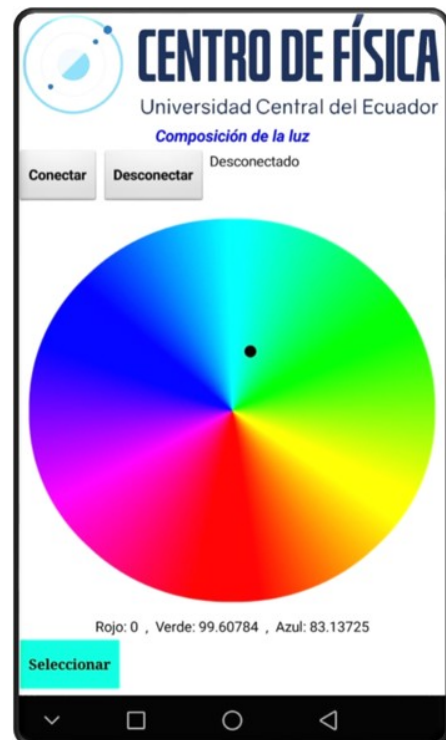 CENTRO DE FÍSICA
Universidad Central del Ecuador
Composición de la luz
Conectar Desconectar Desconectado
Rojo: 0 , Verde: 99.60784 , Azul: 83.13725
Seleccionar